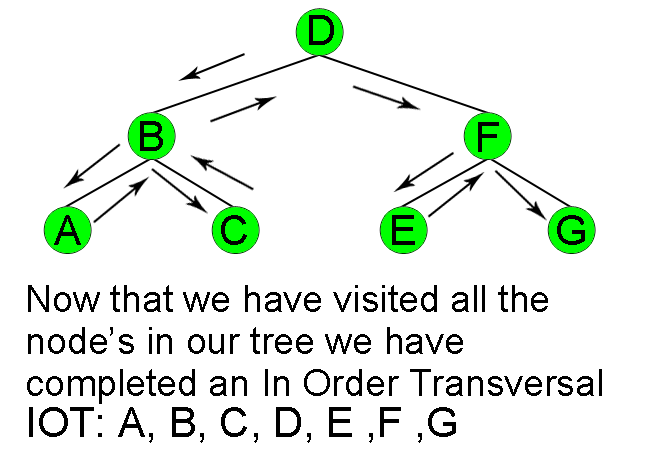 D
B
F
A
C
E
G
Now that we have visited all the
node's in our tree we have
completed an In Order Transversal
IOT: A, B, C, D, E ,F ,G